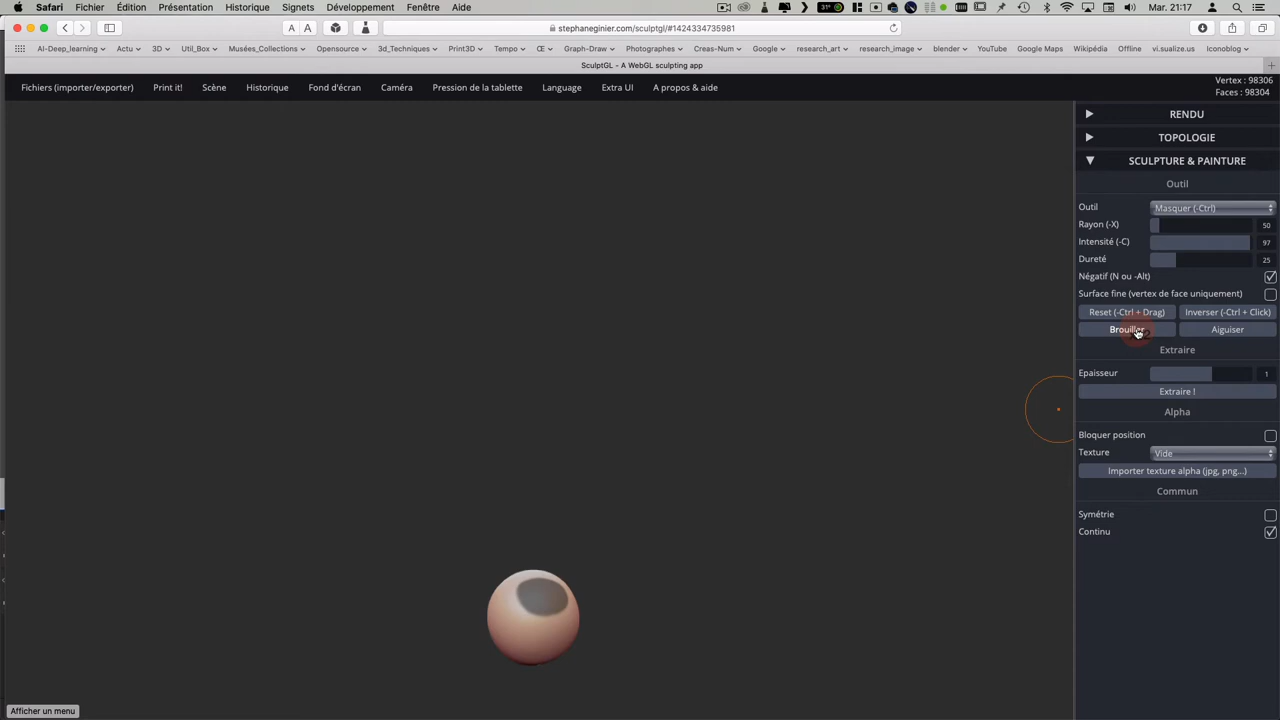 Safari Fichier Édition Présentation Historique Signets Développement Fenêtre Aide 31° Mar. 21:17
A A stephaneginier.com/sculptgl/#1424334735981
AI-Deep_learning Actu 3D Util_Box Musées_Collections Opensource 3d_Techniques Print3D Tempo Œ Graph-Draw Photographes Creas-Num Google research_art research_image blender YouTube Google Maps Wikipédia Offline vi.sualize.us Iconoblog
SculptGL - A WebGL sculpting app
Fichiers (importer/exporter) Print it! Scène Historique Fond d'écran Caméra Pression de la tablette Language Extra UI A propos & aide
Vertex : 98306
Faces : 98304
RENDU
TOPOLOGIE
SCULPTURE & PAINTURE
Outil
Outil Masquer (-Ctrl)
Rayon (-X) 50
Intensité (-C) 97
Dureté 25
Négatif (N ou -Alt)
Surface fine (vertex de face uniquement)
Reset (-Ctrl + Drag) Inverser (-Ctrl + Click)
Brouiller Aiguiser
Extraire
Epaisseur 1
Extraire !
Alpha
Bloquer position
Texture Vide
Importer texture alpha (jpg, png...)
Commun
Symétrie
Continu
Afficher un menu